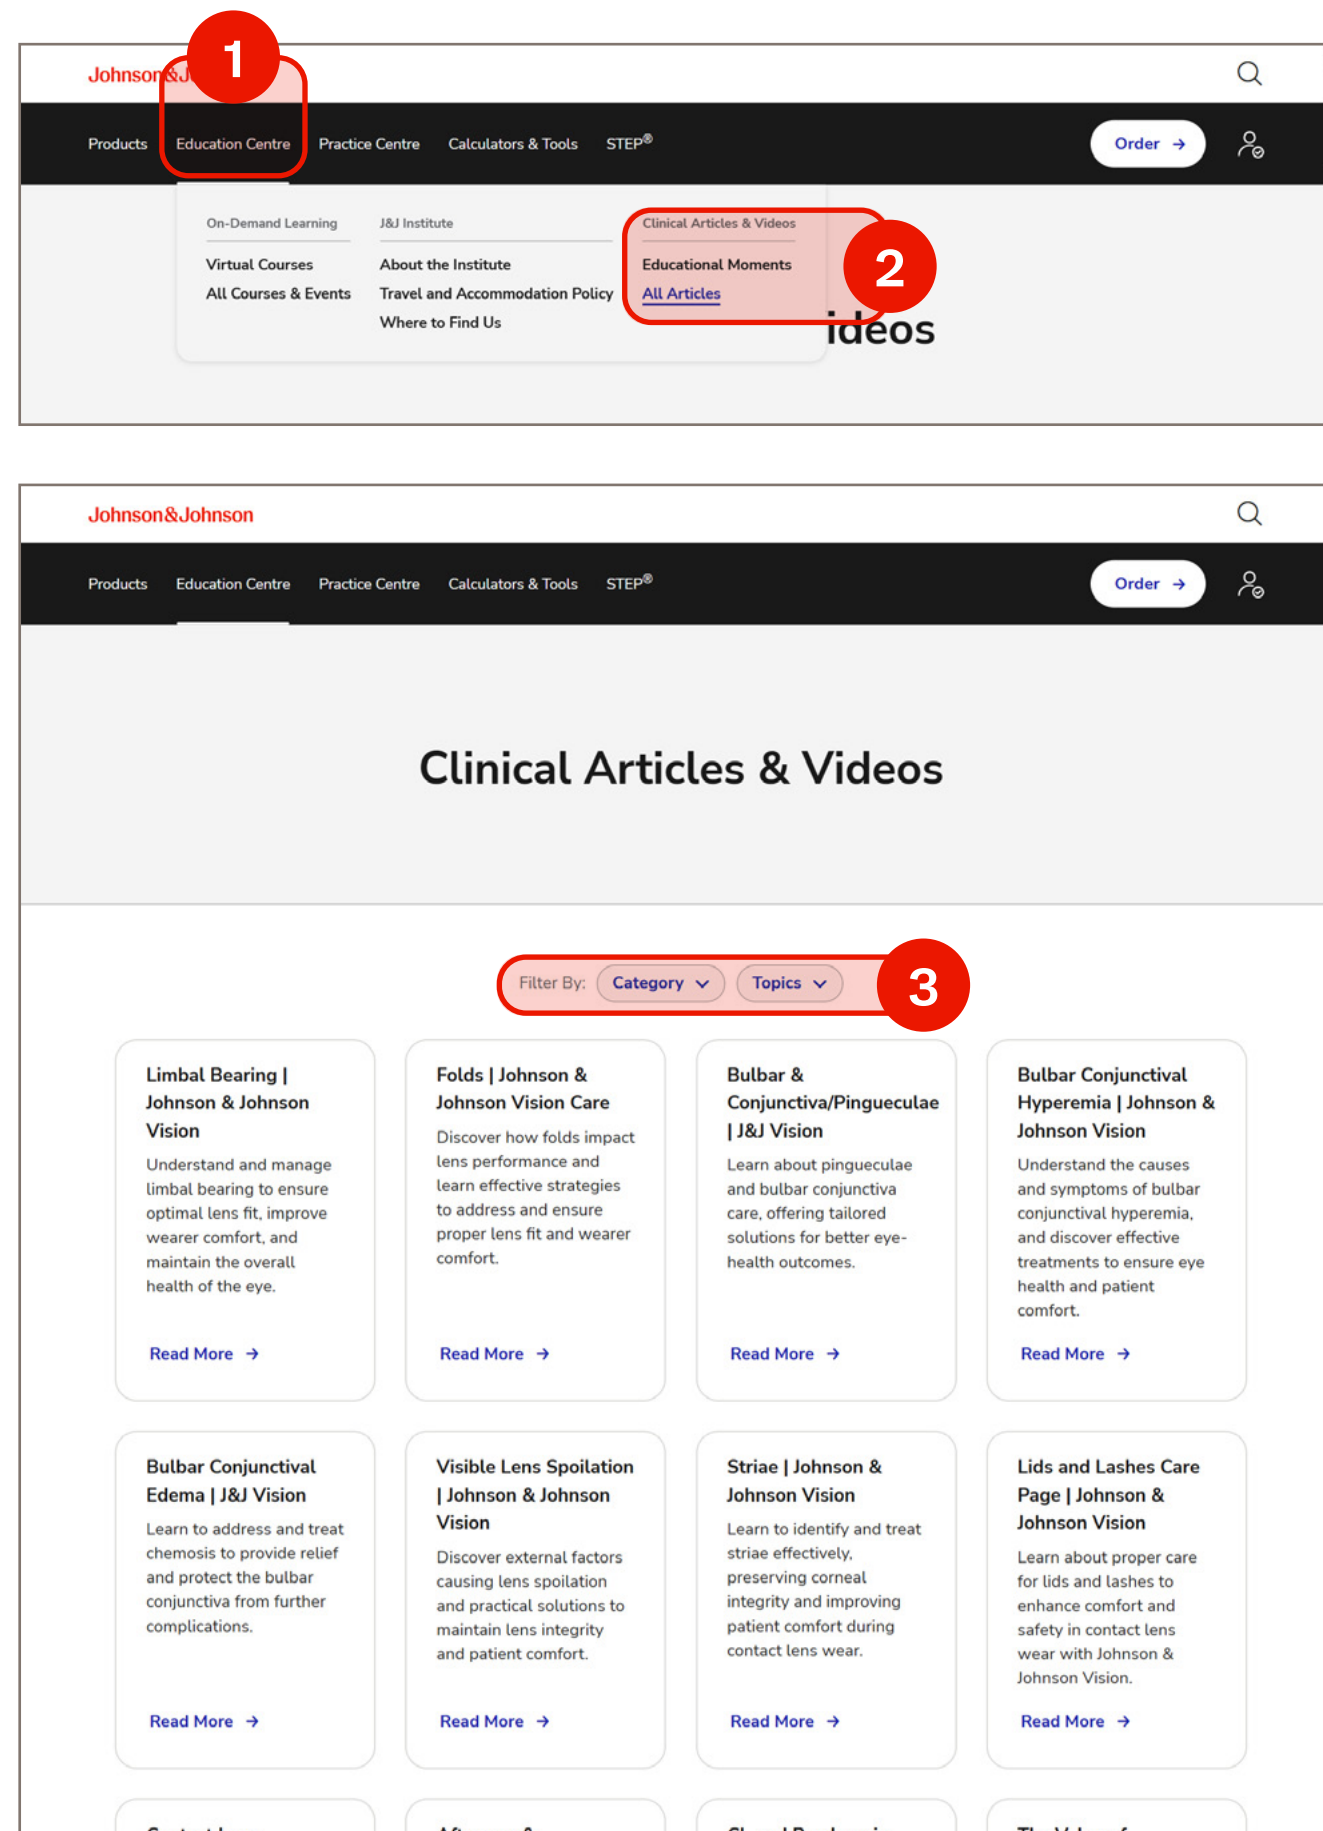 1
Johnson&J
Products Education Centre Practice Centre Calculators & Tools STEP® Order →
On-Demand Learning J&J Institute Clinical Articles & Videos
Virtual Courses About the Institute Educational Moments
All Courses & Events Travel and Accommodation Policy All Articles
Where to Find Us
2
ideos
Johnson&Johnson
Products Education Centre Practice Centre Calculators & Tools STEP® Order →
Clinical Articles & Videos
Filter By: Category Topics
3
Limbal Bearing |
Johnson & Johnson
Vision
Understand and manage
limbal bearing to ensure
optimal lens fit, improve
wearer comfort, and
maintain the overall
health of the eye.
Read More →
Folds | Johnson &
Johnson Vision Care
Discover how folds impact
lens performance and
learn effective strategies
to address and ensure
proper lens fit and wearer
comfort.
Read More →
Bulbar &
Conjunctiva/Pingueculae
| J&J Vision
Learn about pingueculae
and bulbar conjunctiva
care, offering tailored
solutions for better eye-
health outcomes.
Read More →
Bulbar Conjunctival
Hyperemia | Johnson &
Johnson Vision
Understand the causes
and symptoms of bulbar
conjunctival hyperemia,
and discover effective
treatments to ensure eye
health and patient
comfort.
Read More →
Bulbar Conjunctival
Edema | J&J Vision
Learn to address and treat
chemosis to provide relief
and protect the bulbar
conjunctiva from further
complications.
Read More →
Visible Lens Spoilation
| Johnson & Johnson
Vision
Discover external factors
causing lens spoilation
and practical solutions to
maintain lens integrity
and patient comfort.
Read More →
Striae | Johnson &
Johnson Vision
Learn to identify and treat
striae effectively,
preserving corneal
integrity and improving
patient comfort during
contact lens wear.
Read More →
Lids and Lashes Care
Page | Johnson &
Johnson Vision
Learn about proper care
for lids and lashes to
enhance comfort and
safety in contact lens
wear with Johnson &
Johnson Vision.
Read More →